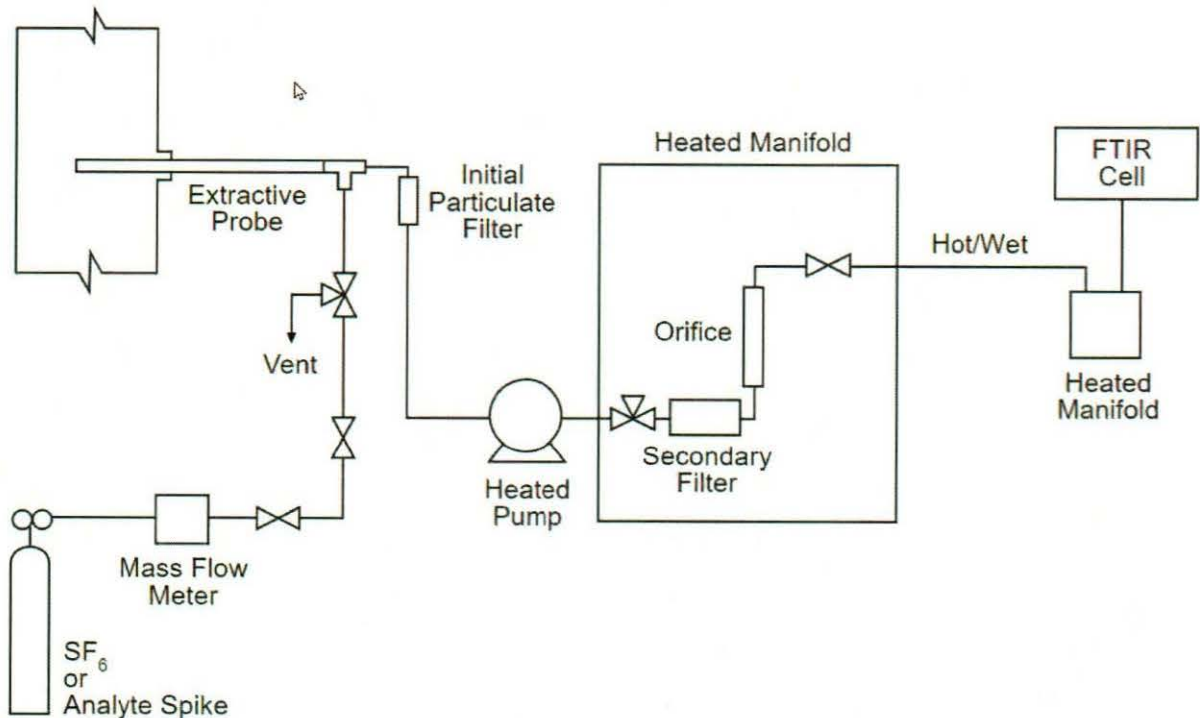 Extractive
Probe
Initial
Particulate
Filter
Heated Manifold
FTIR
Cell
Hot/Wet
Orifice
Vent
Heated
Manifold
Secondary
Filter
Heated
Pump
Mass Flow
Meter
SF₆
or
Analyte Spike